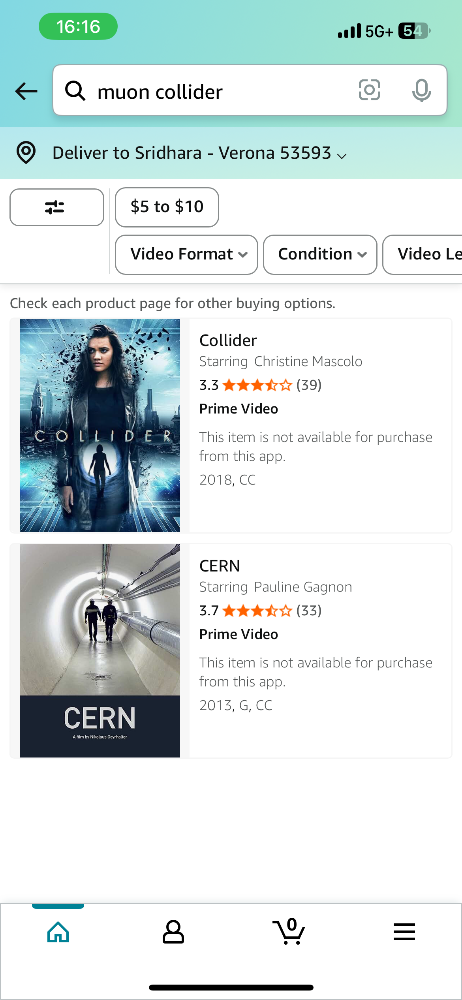 16:16
5G+ 54
muon collider
Deliver to Sridhara - Verona 53593
$5 to $10
Video Format
Condition
Video Le
Check each product page for other buying options.
COLLIDER
Collider
Starring Christine Mascolo
3.3 (39)
Prime Video
This item is not available for purchase
from this app.
2018, CC
CERN
A film by Nikolaus Geyrhalter
CERN
Starring Pauline Gagnon
3.7 (33)
Prime Video
This item is not available for purchase
from this app.
2013, G, CC
0